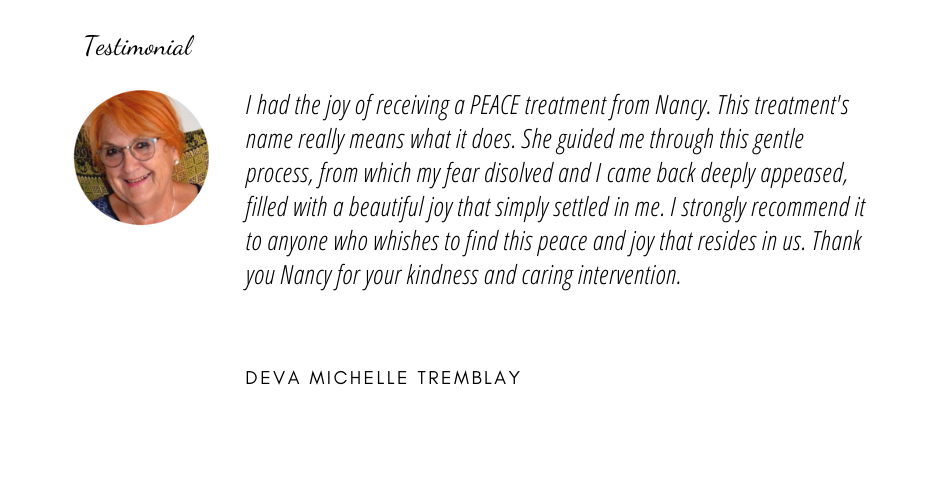 Testimonial
I had the joy of receiving a PEACE treatment from Nancy. This treatment's
name really means what it does. She guided me through this gentle
process, from which my fear disolved and I came back deeply appeased,
filled with a beautiful joy that simply settled in me. I strongly recommend it
to anyone who whishes to find this peace and joy that resides in us. Thank
you Nancy for your kindness and caring intervention.
DEVA MICHELLE TREMBLAY